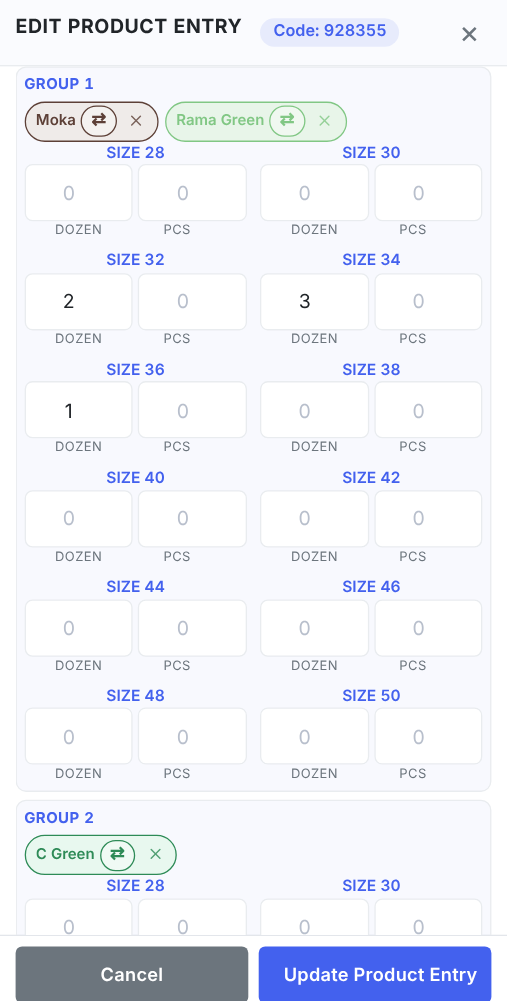 EDIT PRODUCT ENTRY Code: 928355 ×
GROUP 1
Moka ⇄ × Rama Green ⇄ ×
SIZE 28 SIZE 30
0 0 0 0
DOZEN PCS DOZEN PCS
SIZE 32 SIZE 34
2 0 3 0
DOZEN PCS DOZEN PCS
SIZE 36 SIZE 38
1 0 0 0
DOZEN PCS DOZEN PCS
SIZE 40 SIZE 42
0 0 0 0
DOZEN PCS DOZEN PCS
SIZE 44 SIZE 46
0 0 0 0
DOZEN PCS DOZEN PCS
SIZE 48 SIZE 50
0 0 0 0
DOZEN PCS DOZEN PCS
GROUP 2
C Green ⇄ ×
SIZE 28 SIZE 30
0 0 0 0
Cancel Update Product Entry